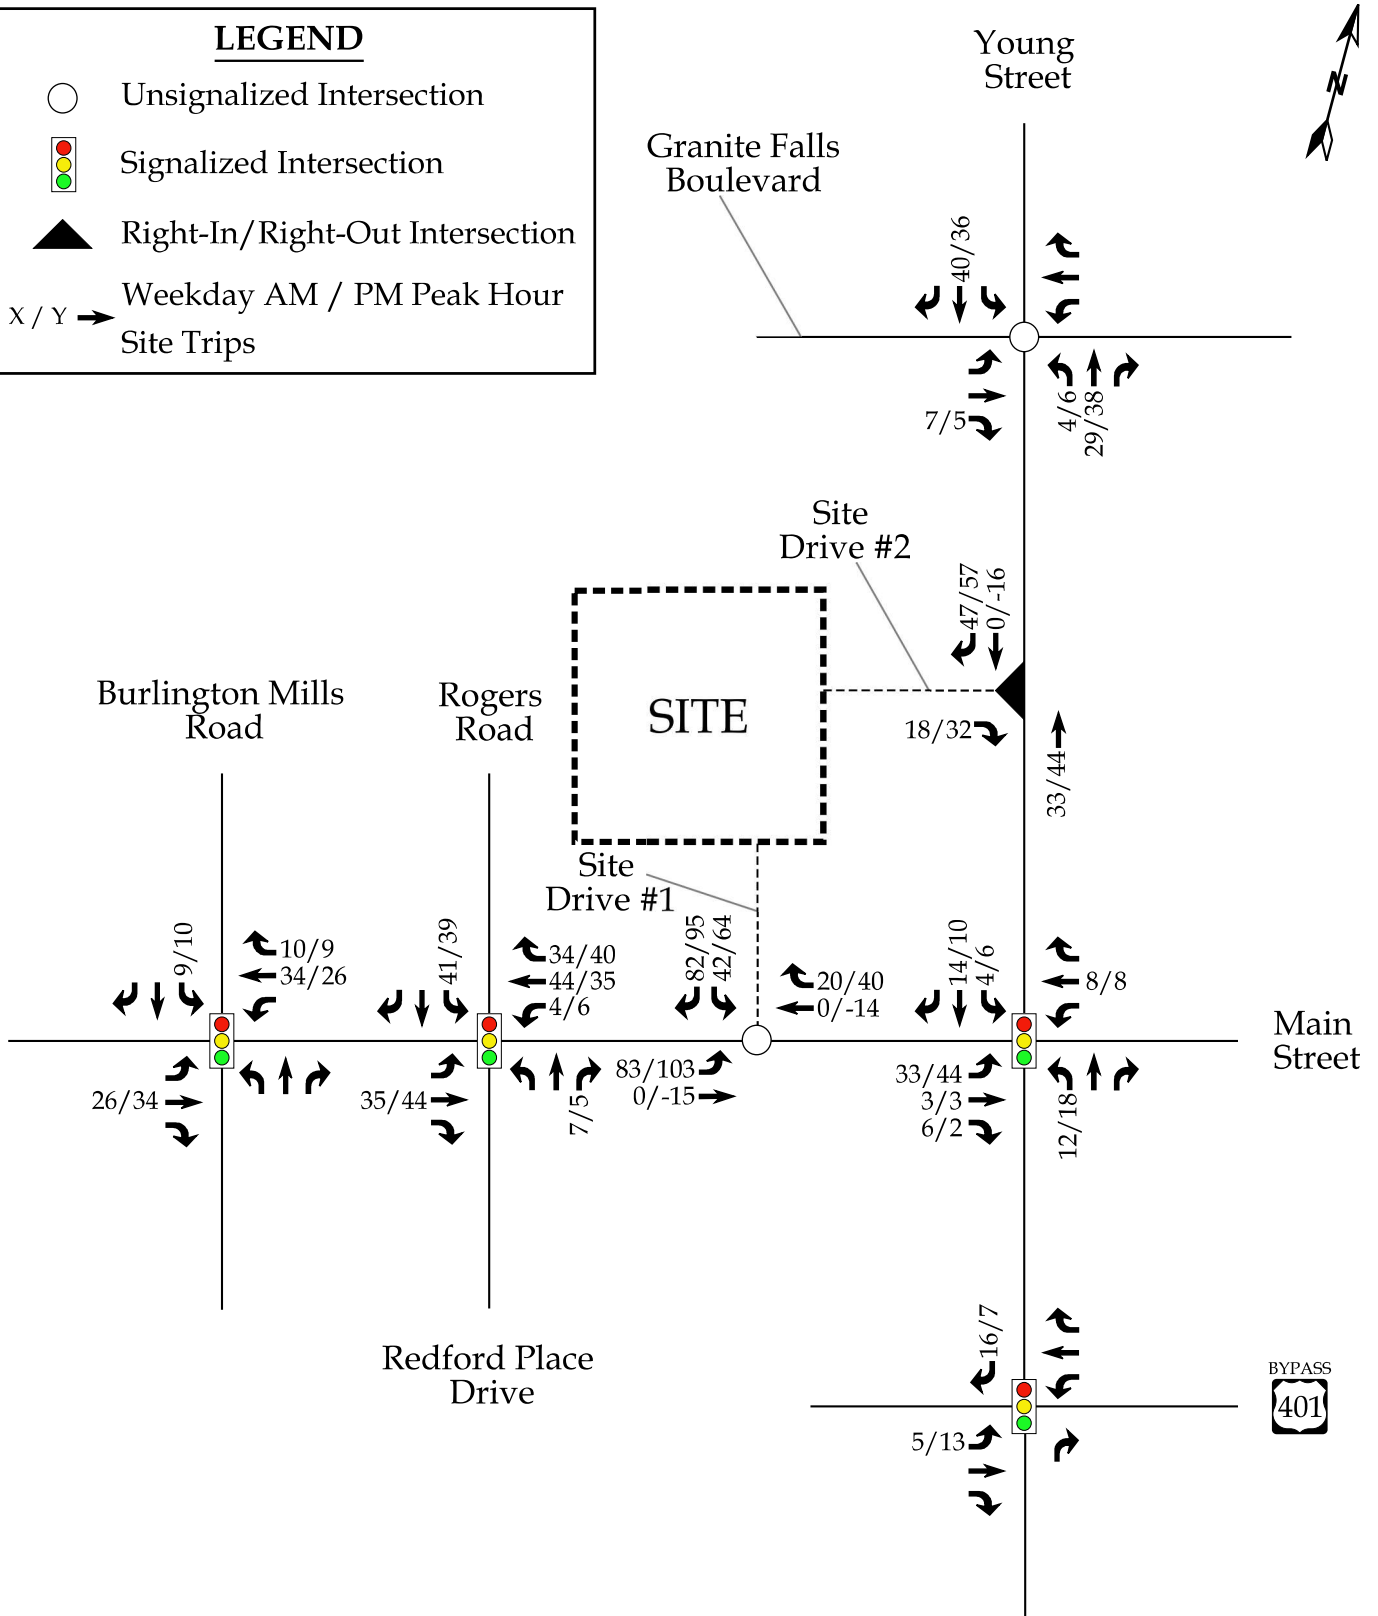 LEGEND
Unsignalized Intersection
Signalized Intersection
Right-In/Right-Out Intersection
X / Y
Weekday AM / PM Peak Hour
Site Trips
N
Young
Street
Granite Falls
Boulevard
40/36
7/5
4/6
29/38
Site
Drive #2
47/57
0/-16
SITE
18/32
33/44
Burlington Mills
Road
Rogers
Road
Site
Drive #1
9/10
10/9
34/26
26/34
41/39
34/40
44/35
4/6
35/44
7/5
82/95
42/64
20/40
0/-14
83/103
0/-15
14/10
4/6
8/8
33/44
3/3
6/2
12/18
Main
Street
Redford Place
Drive
16/7
5/13
BYPASS
401